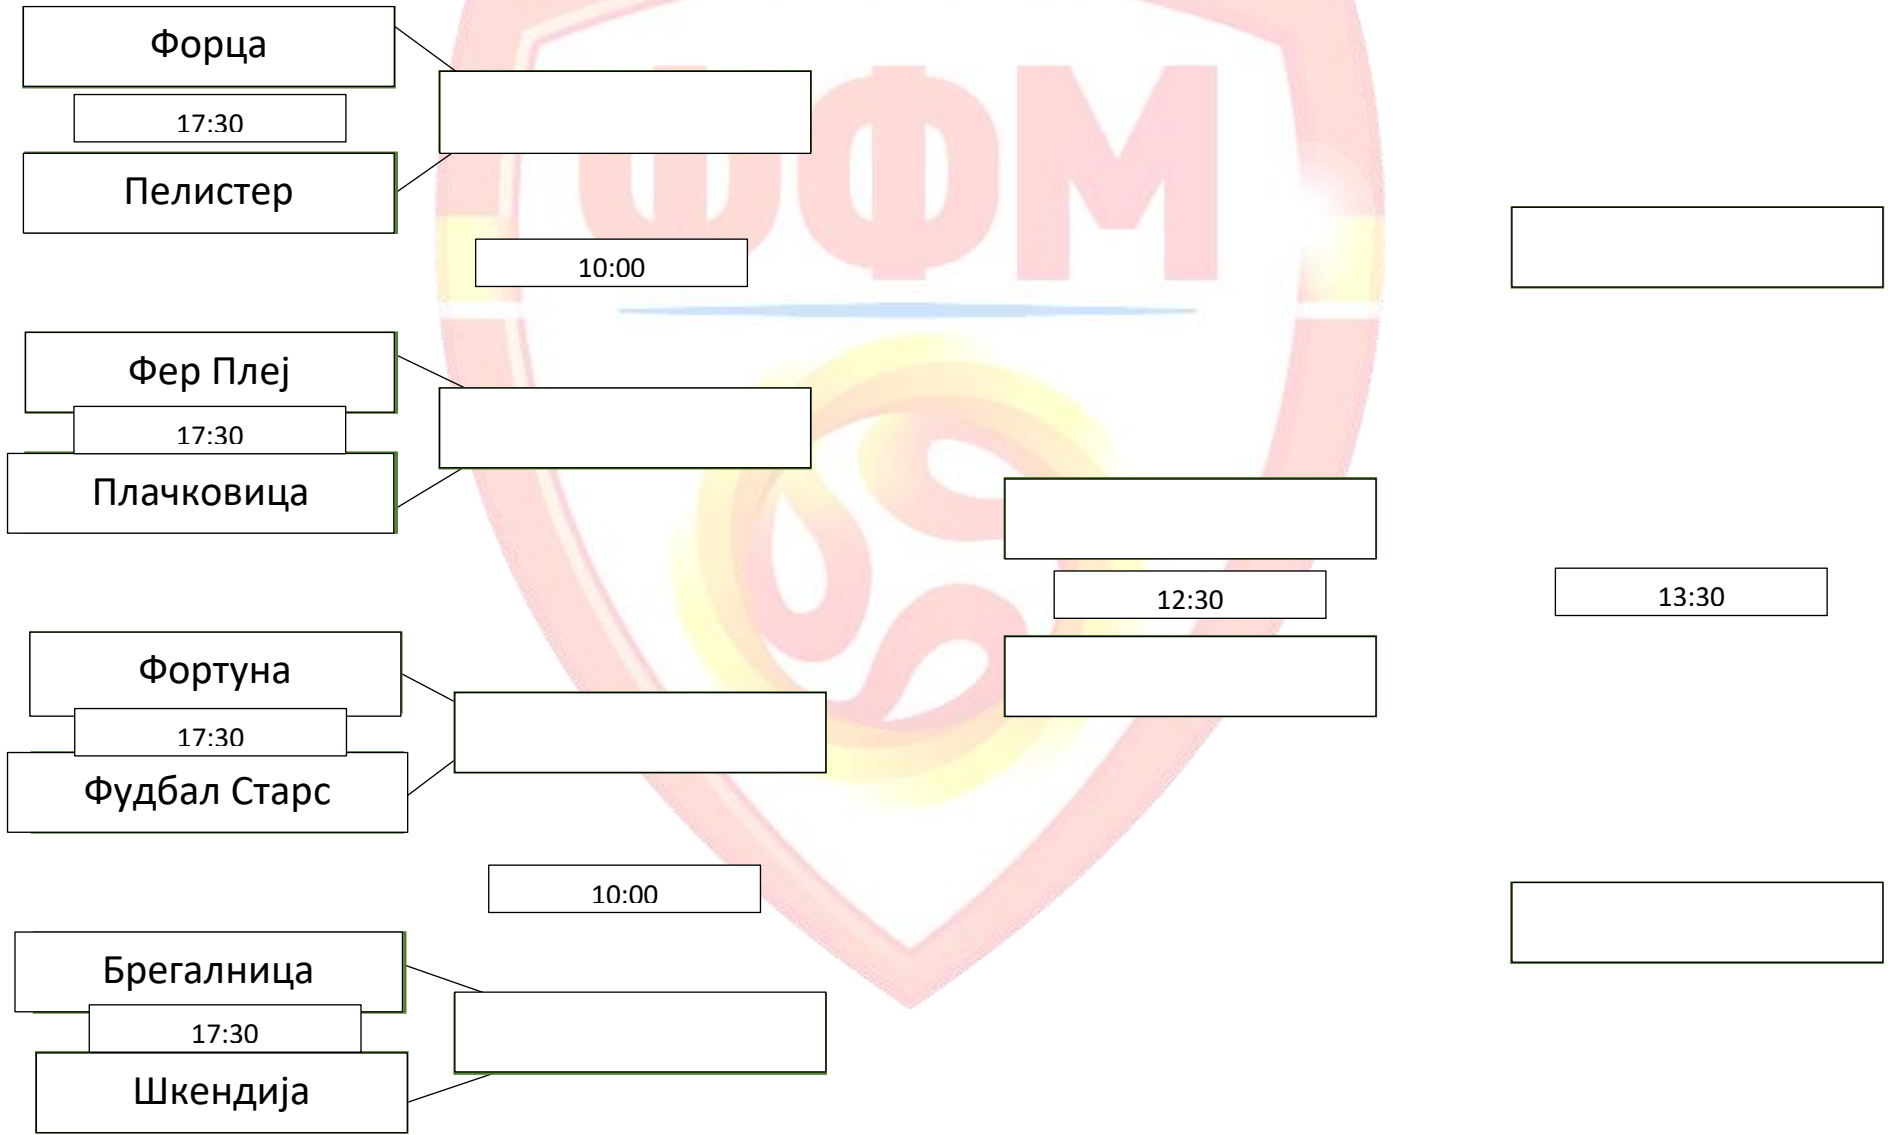 Форца
17:30
Пелистер
10:00
Фер Плеј
17:30
Плачковица
Фортуна
17:30
Фудбал Старс
10:00
Брегалница
17:30
Шкендија
12:30
13:30
ФФМ